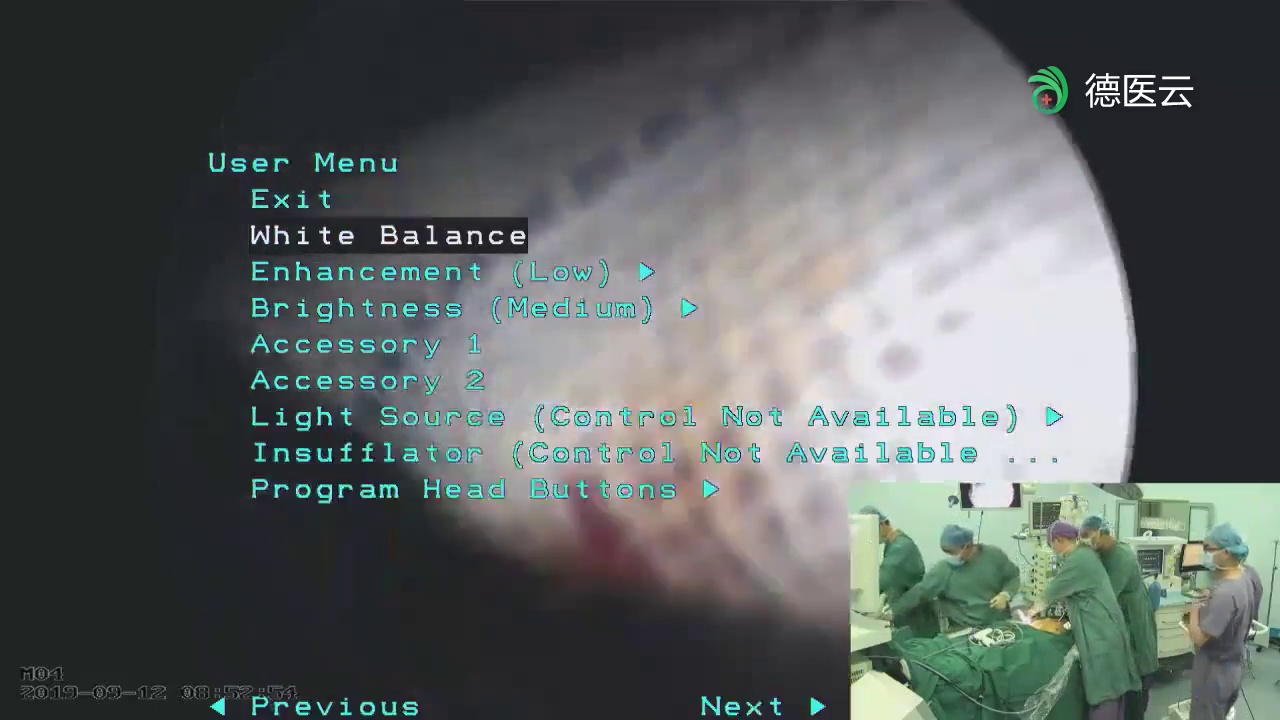 德医云
User Menu
Exit
White Balance
Enhancement (Low) ▶
Brightness (Medium) ▶
Accessory 1
Accessory 2
Light Source (Control Not Available) ▶
Insufflator (Control Not Available ...
Program Head Buttons ▶
M04
2019-09-12 08:52:54
◀ Previous
Next ▶